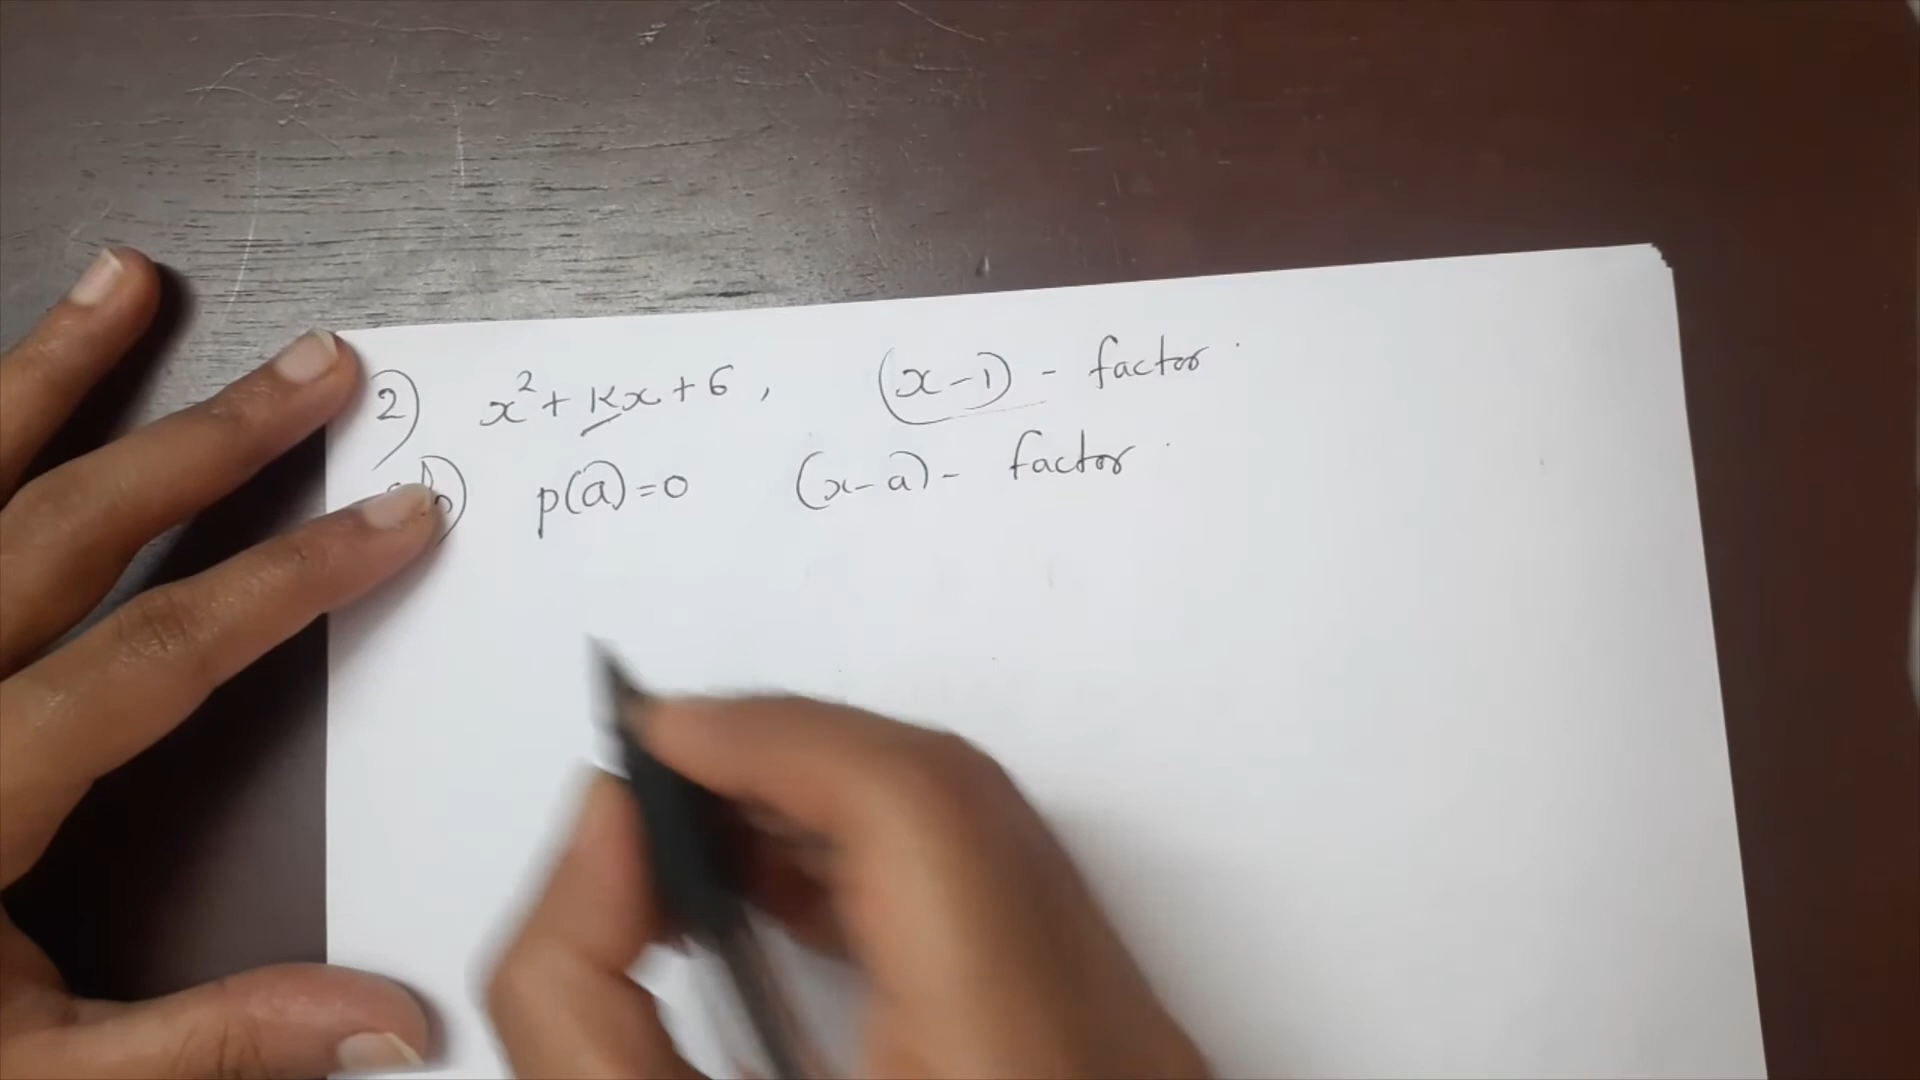 2) x² + kx + 6, (x - 1) - factor.
p(a) = 0 (x - a) - factor.